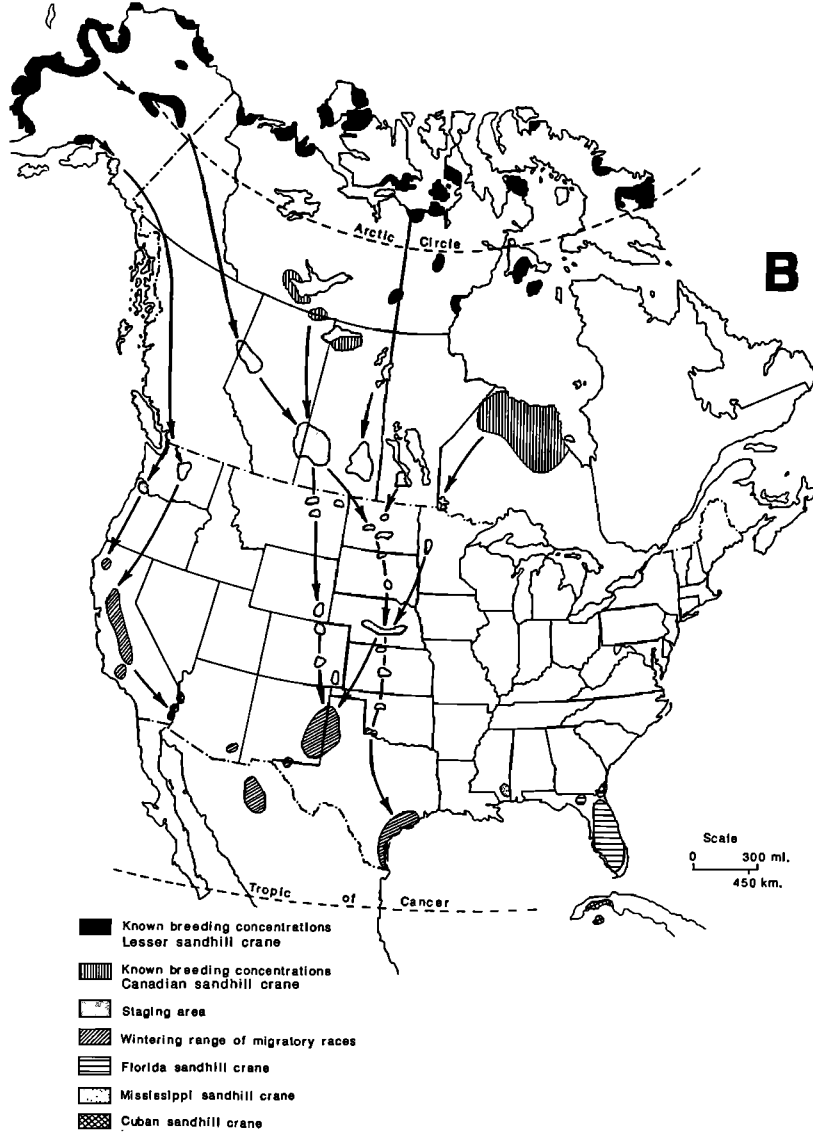 Arctic Circle
B
Scale
0 300 mi.
450 km.
Tropic of Cancer
Known breeding concentrations
Lesser sandhill crane
Known breeding concentrations
Canadian sandhill crane
Staging area
Wintering range of migratory races
Florida sandhill crane
Mississippi sandhill crane
Cuban sandhill crane